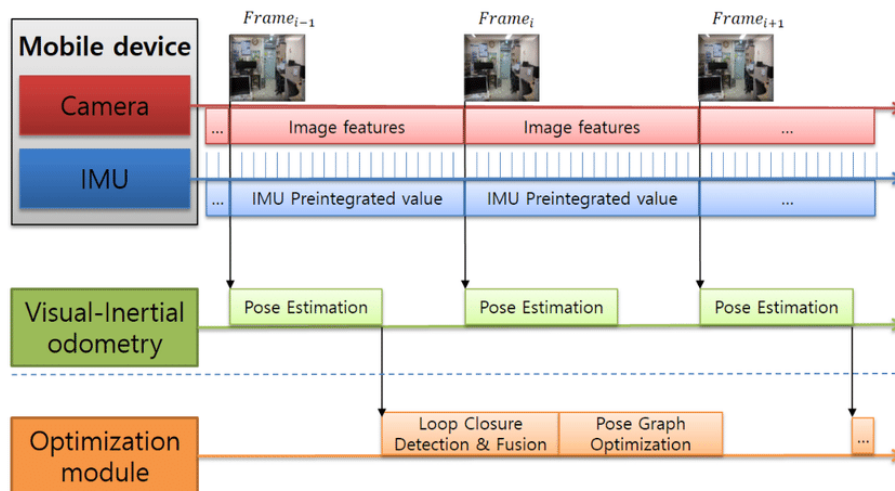 Frame_{i−1}
Frame_i
Frame_{i+1}
Mobile device
Camera
... Image features Image features ...
IMU
... IMU Preintegrated value IMU Preintegrated value ...
Visual-Inertial
odometry
Pose Estimation Pose Estimation Pose Estimation
Optimization
module
Loop Closure
Detection & Fusion
Pose Graph
Optimization
...